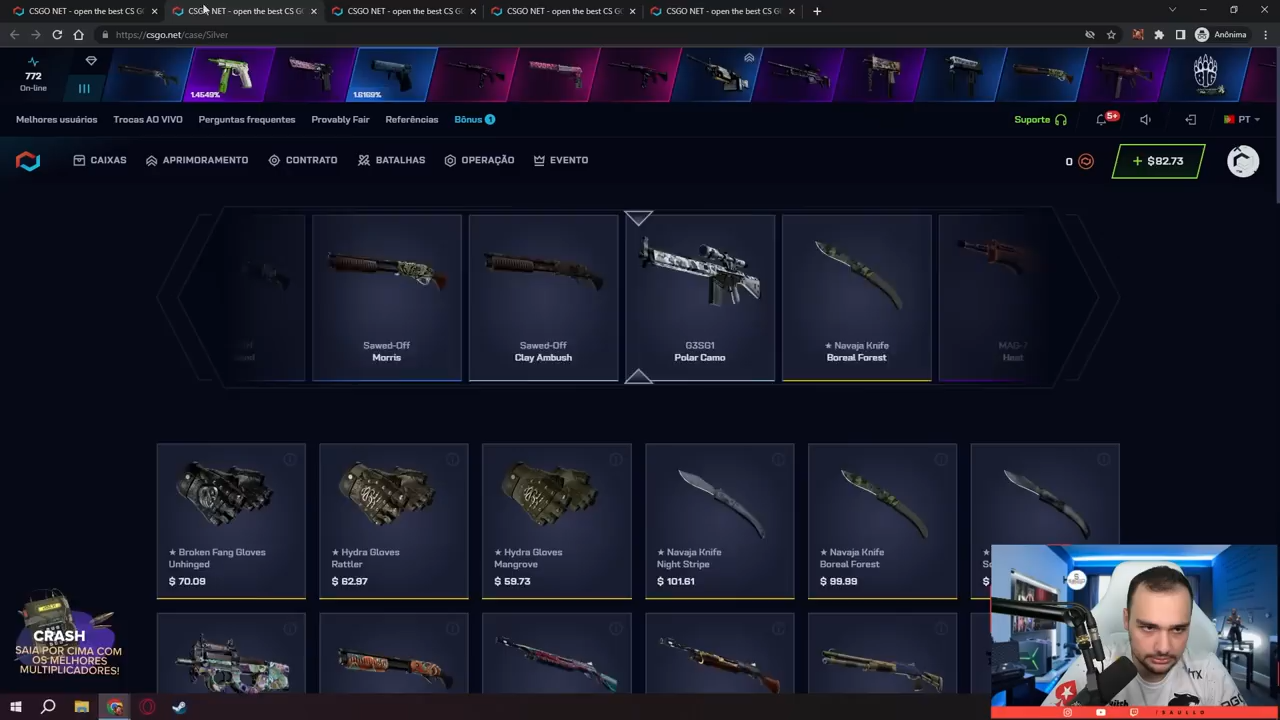 CSGO NET - open the best CS G
CSGO NET - open the best CS G
CSGO NET - open the best CS G
CSGO NET - open the best CS G
CSGO NET - open the best CS G
https://csgo.net/case/Silver
Anônima
772
On-line
1.4549%
1.6169%
Melhores usuários
Trocas AO VIVO
Perguntas frequentes
Provably Fair
Referências
Bônus 1
Suporte
5+
PT
CAIXAS
APRIMORAMENTO
CONTRATO
BATALHAS
OPERAÇÃO
EVENTO
0
+ $82.73
Sawed-Off
Morris
Sawed-Off
Clay Ambush
G3SG1
Polar Camo
★ Navaja Knife
Boreal Forest
MAG-7
Heat
★ Broken Fang Gloves
Unhinged
$ 70.09
★ Hydra Gloves
Rattler
$ 62.97
★ Hydra Gloves
Mangrove
$ 59.73
★ Navaja Knife
Night Stripe
$ 101.61
★ Navaja Knife
Boreal Forest
$ 99.99
CRASH
SAIA POR CIMA COM
OS MELHORES
MULTIPLICADORES!